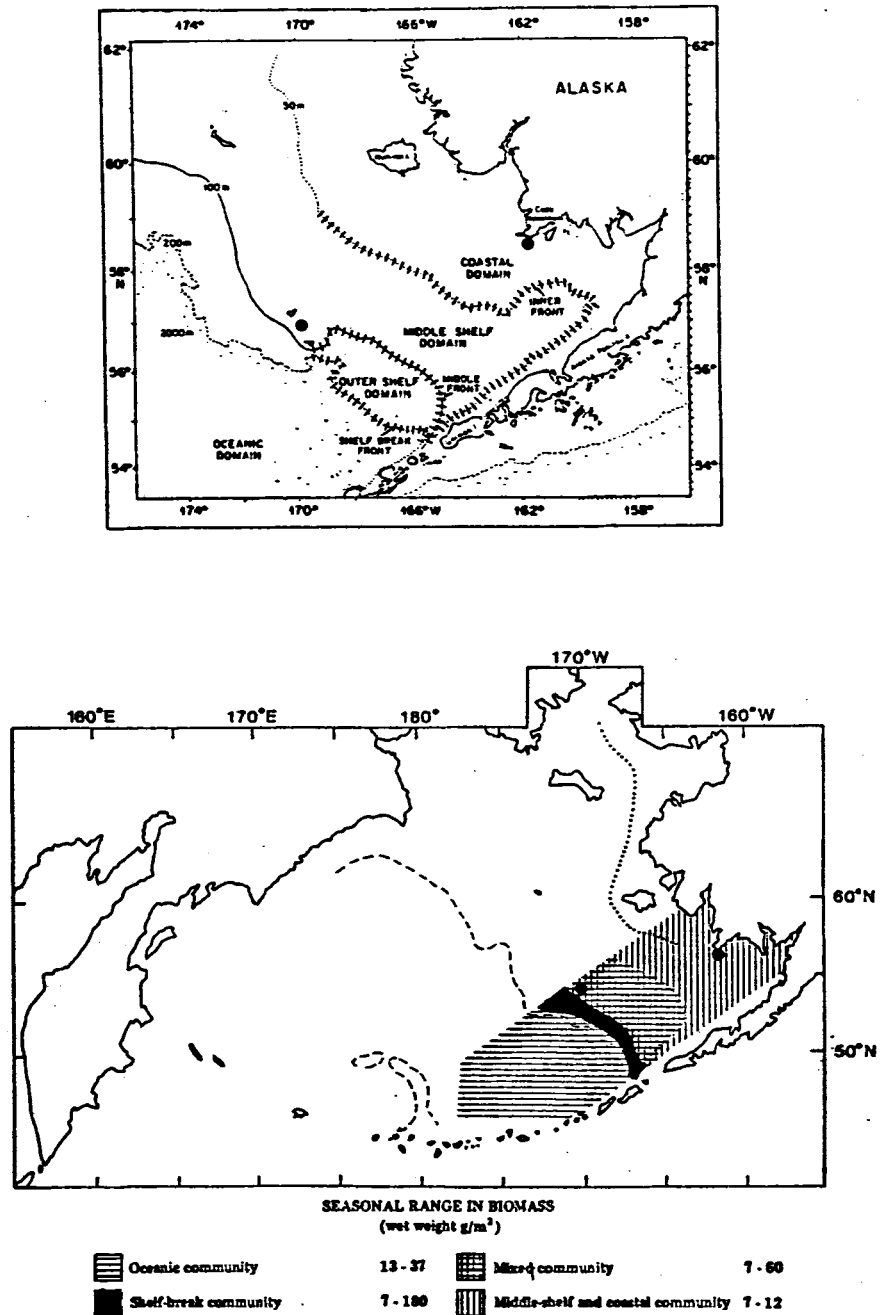 174° 170° 166°W 162° 158°
62° 62°
ALASKA
50m
60° 60°
100m
200m
COASTAL
DOMAIN
58° 58°
N N
INNER
FRONT
2000m
MIDDLE SHELF
DOMAIN
56° 56°
OUTER SHELF
DOMAIN
MIDDLE
FRONT
OCEANIC
DOMAIN
SHELF BREAK
FRONT
54° 54°
174° 170° 166°W 162° 158°
170°W
160°E 170°E 180° 160°W
60°N
50°N
SEASONAL RANGE IN BIOMASS
(wet weight g/m²)
Oceanic community 13 - 37 Mixed community 7 - 60
Shelf-break community 7 - 180 Middle-shelf and coastal community 7 - 12